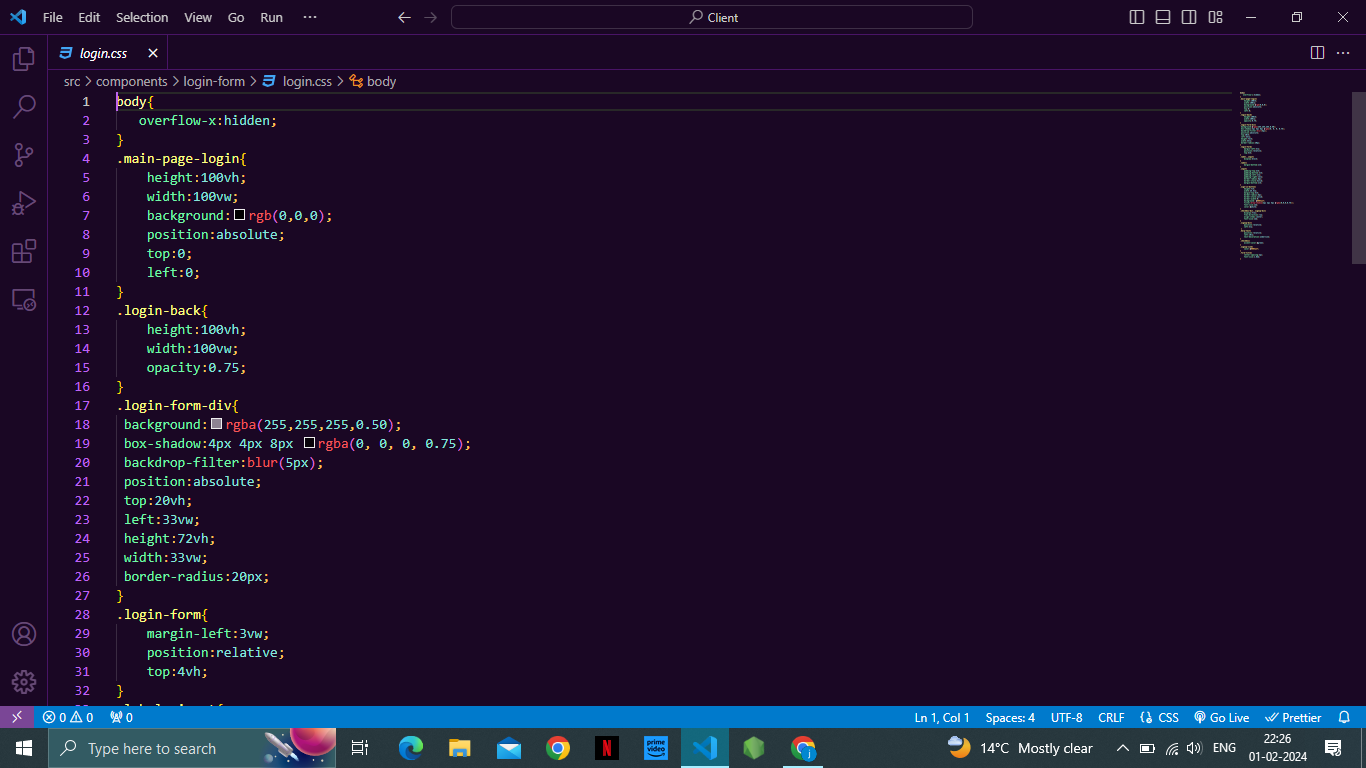 File Edit Selection View Go Run ··· Client
login.css
src > components > login-form > login.css > body
1 body{
2 overflow-x:hidden;
3 }
4 .main-page-login{
5 height:100vh;
6 width:100vw;
7 background:rgb(0,0,0);
8 position:absolute;
9 top:0;
10 left:0;
11 }
12 .login-back{
13 height:100vh;
14 width:100vw;
15 opacity:0.75;
16 }
17 .login-form-div{
18 background:rgba(255,255,255,0.50);
19 box-shadow:4px 4px 8px rgba(0, 0, 0, 0.75);
20 backdrop-filter:blur(5px);
21 position:absolute;
22 top:20vh;
23 left:33vw;
24 height:72vh;
25 width:33vw;
26 border-radius:20px;
27 }
28 .login-form{
29 margin-left:3vw;
30 position:relative;
31 top:4vh;
32 }
0 0 0 Ln 1, Col 1 Spaces: 4 UTF-8 CRLF CSS Go Live Prettier
Type here to search prime video N j 14°C Mostly clear ENG 22:26
01-02-2024